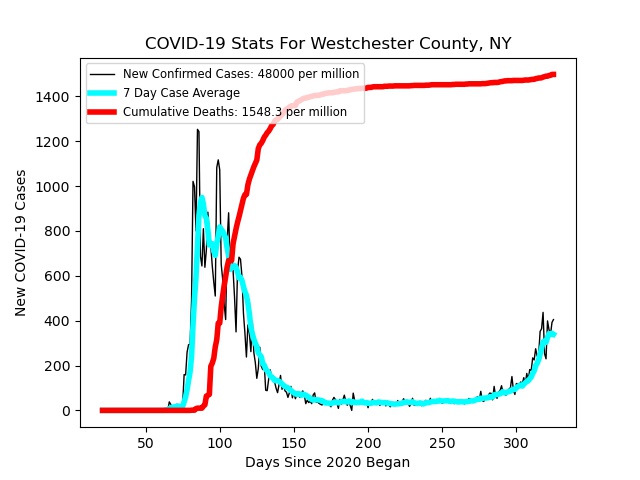 COVID-19 Stats For Westchester County, NY
New Confirmed Cases: 48000 per million
7 Day Case Average
Cumulative Deaths: 1548.3 per million
1400
1200
1000
800
600
400
200
0
New COVID-19 Cases
50
100
150
200
250
300
Days Since 2020 Began